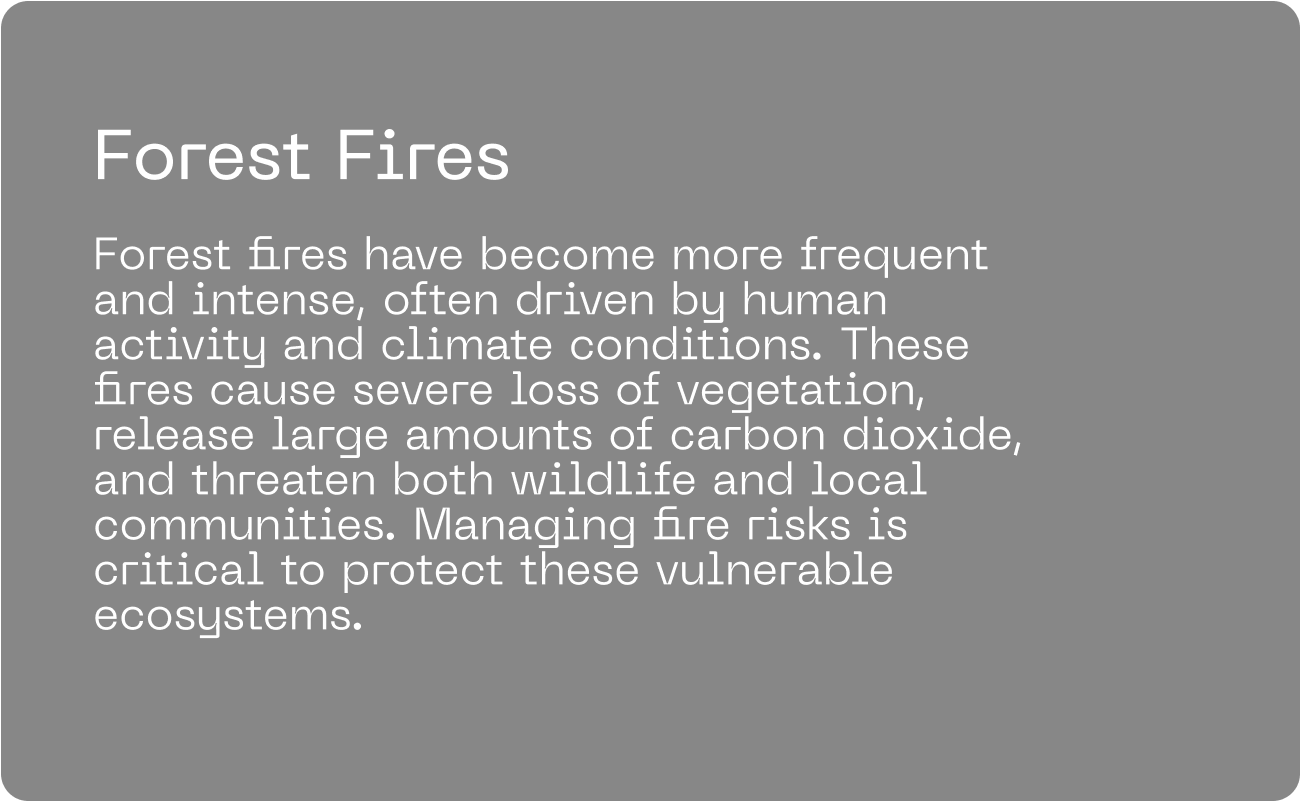 Forest Fires
Forest fires have become more frequent
and intense, often driven by human
activity and climate conditions. These
fires cause severe loss of vegetation,
release large amounts of carbon dioxide,
and threaten both wildlife and local
communities. Managing fire risks is
critical to protect these vulnerable
ecosystems.